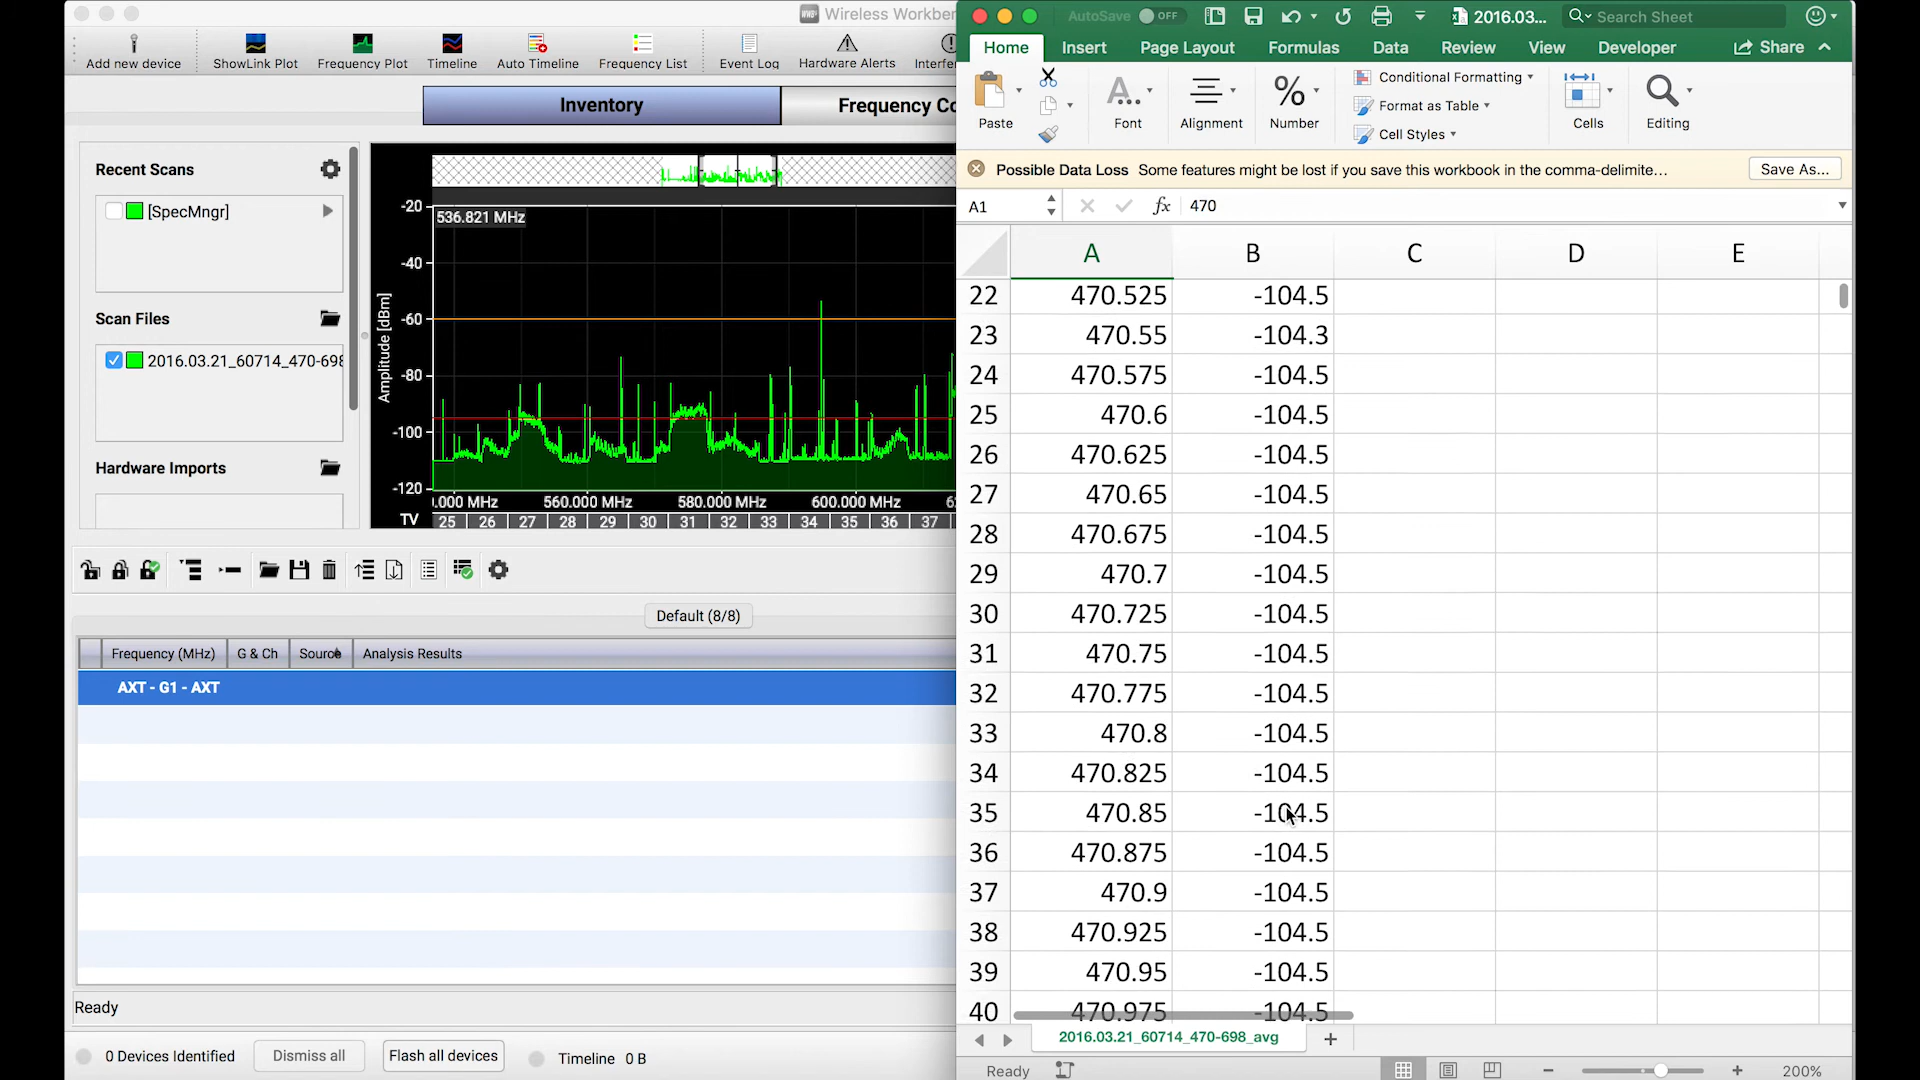 Wireless Workben
Add new device
ShowLink Plot
Frequency Plot
Timeline
Auto Timeline
Frequency List
Event Log
Hardware Alerts
Interfer
Inventory
Frequency Co
Recent Scans
[SpecMngr]
Scan Files
2016.03.21_60714_470-698
Hardware Imports
536.821 MHz
Amplitude [dBm]
-20
-40
-60
-80
-100
-120
.000 MHz 560.000 MHz 580.000 MHz 600.000 MHz
TV 25 26 27 28 29 30 31 32 33 34 35 36 37
Default (8/8)
Frequency (MHz) G & Ch Source Analysis Results
AXT - G1 - AXT
Ready
0 Devices Identified Dismiss all Flash all devices Timeline 0 B
AutoSave OFF 2016.03... Search Sheet
Home Insert Page Layout Formulas Data Review View Developer Share
Paste
A..
Font
Alignment
%
Number
Conditional Formatting
Format as Table
Cell Styles
Cells
Editing
Possible Data Loss Some features might be lost if you save this workbook in the comma-delimite... Save As...
A1 fx 470
A B C D E
22 470.525 -104.5
23 470.55 -104.3
24 470.575 -104.5
25 470.6 -104.5
26 470.625 -104.5
27 470.65 -104.5
28 470.675 -104.5
29 470.7 -104.5
30 470.725 -104.5
31 470.75 -104.5
32 470.775 -104.5
33 470.8 -104.5
34 470.825 -104.5
35 470.85 -104.5
36 470.875 -104.5
37 470.9 -104.5
38 470.925 -104.5
39 470.95 -104.5
40 470.975 -104.5
2016.03.21_60714_470-698_avg
Ready 200%